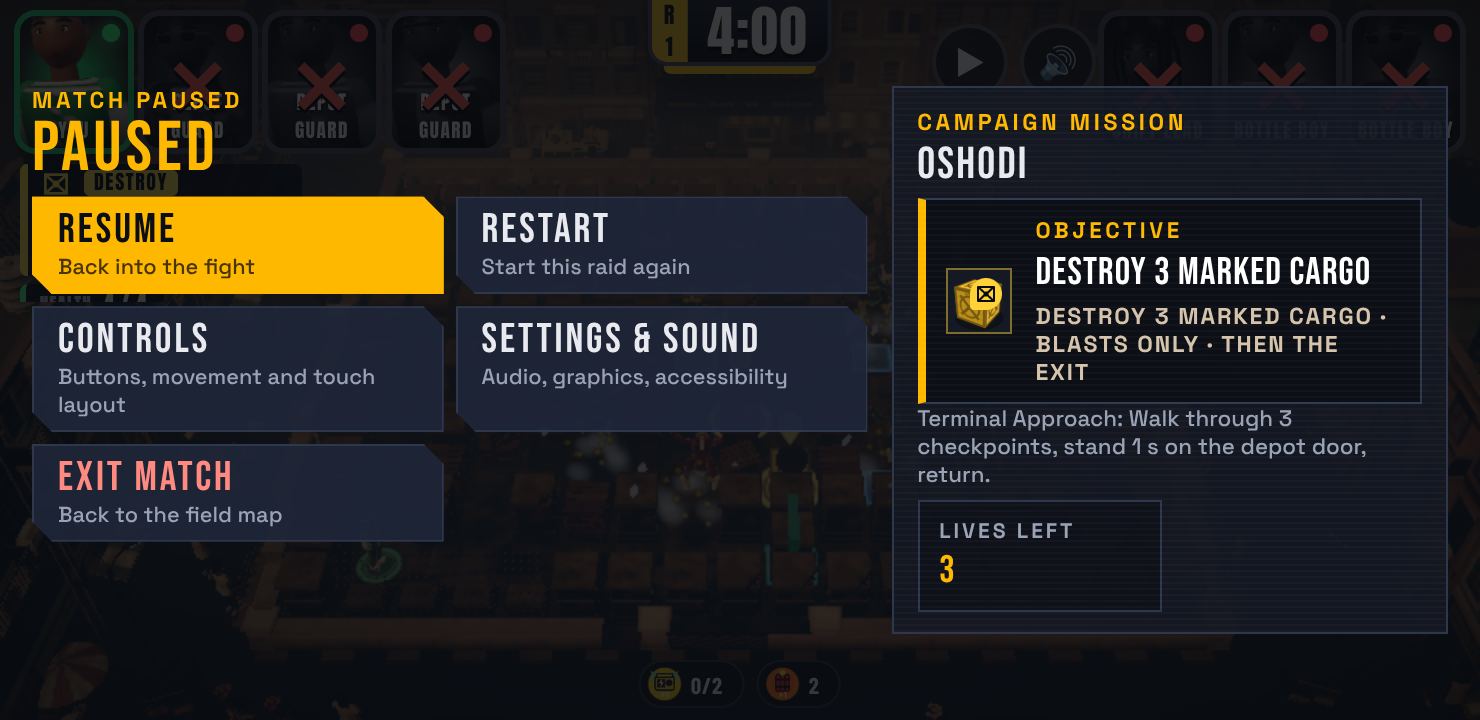 R
1
4:00
GUARD
GUARD
MATCH PAUSED
PAUSED
DESTROY
RESUME
Back into the fight
RESTART
Start this raid again
CONTROLS
Buttons, movement and touch
layout
SETTINGS & SOUND
Audio, graphics, accessibility
EXIT MATCH
Back to the field map
CAMPAIGN MISSION
OSHODI
OBJECTIVE
DESTROY 3 MARKED CARGO
DESTROY 3 MARKED CARGO ·
BLASTS ONLY · THEN THE
EXIT
Terminal Approach: Walk through 3
checkpoints, stand 1 s on the depot door,
return.
LIVES LEFT
3
0/2
2